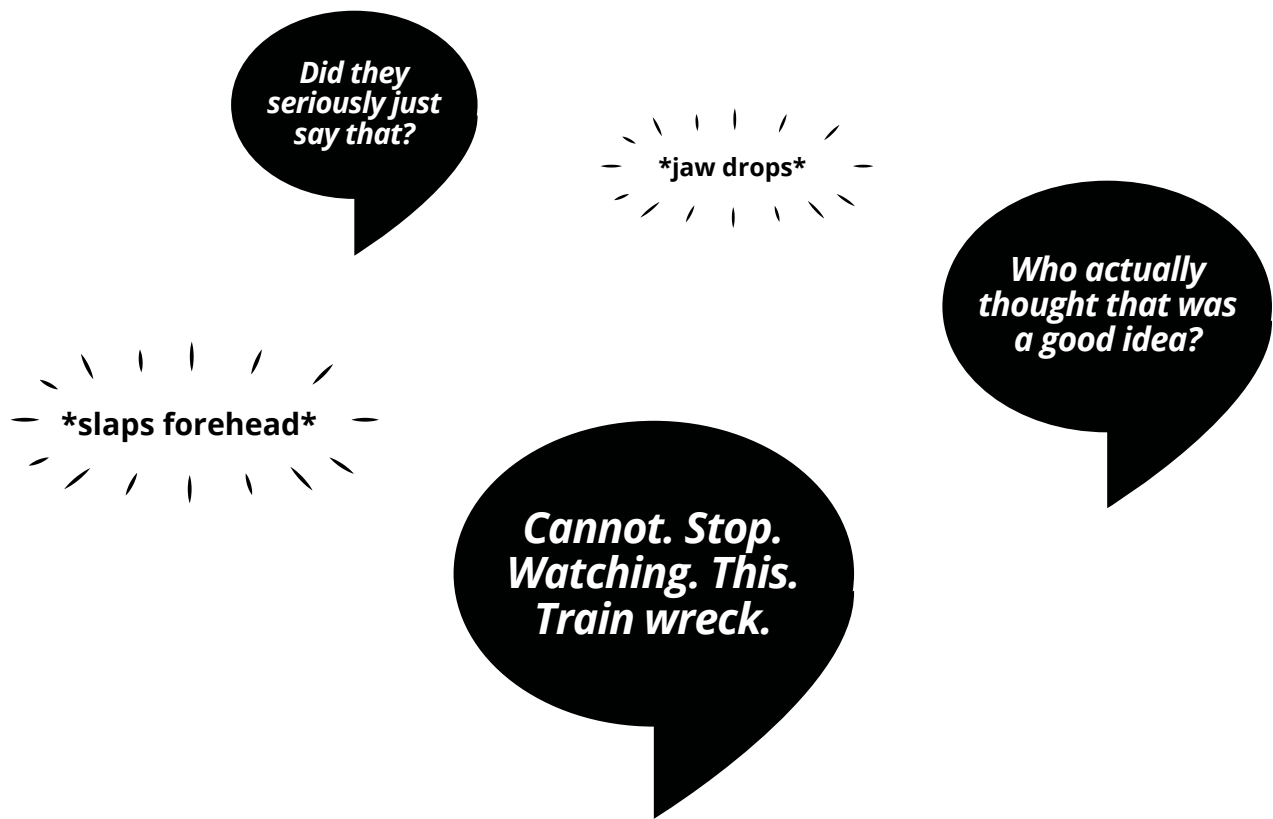 Did they
seriously just
say that?
*jaw drops*
Who actually
thought that was
a good idea?
*slaps forehead*
Cannot. Stop.
Watching. This.
Train wreck.